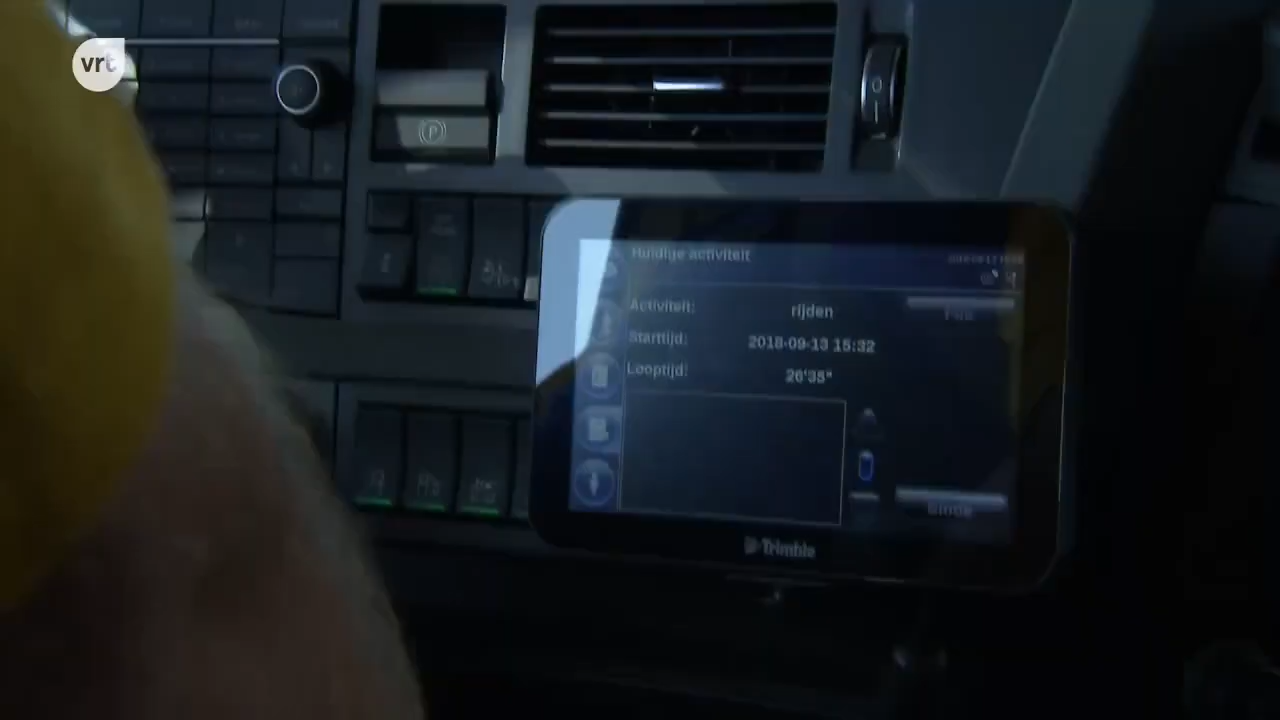 vrt
P
O
Huidige activiteit
Activiteit: rijden
Starttijd: 2018-09-13 15:32
Looptijd: 26'35"
Trimble